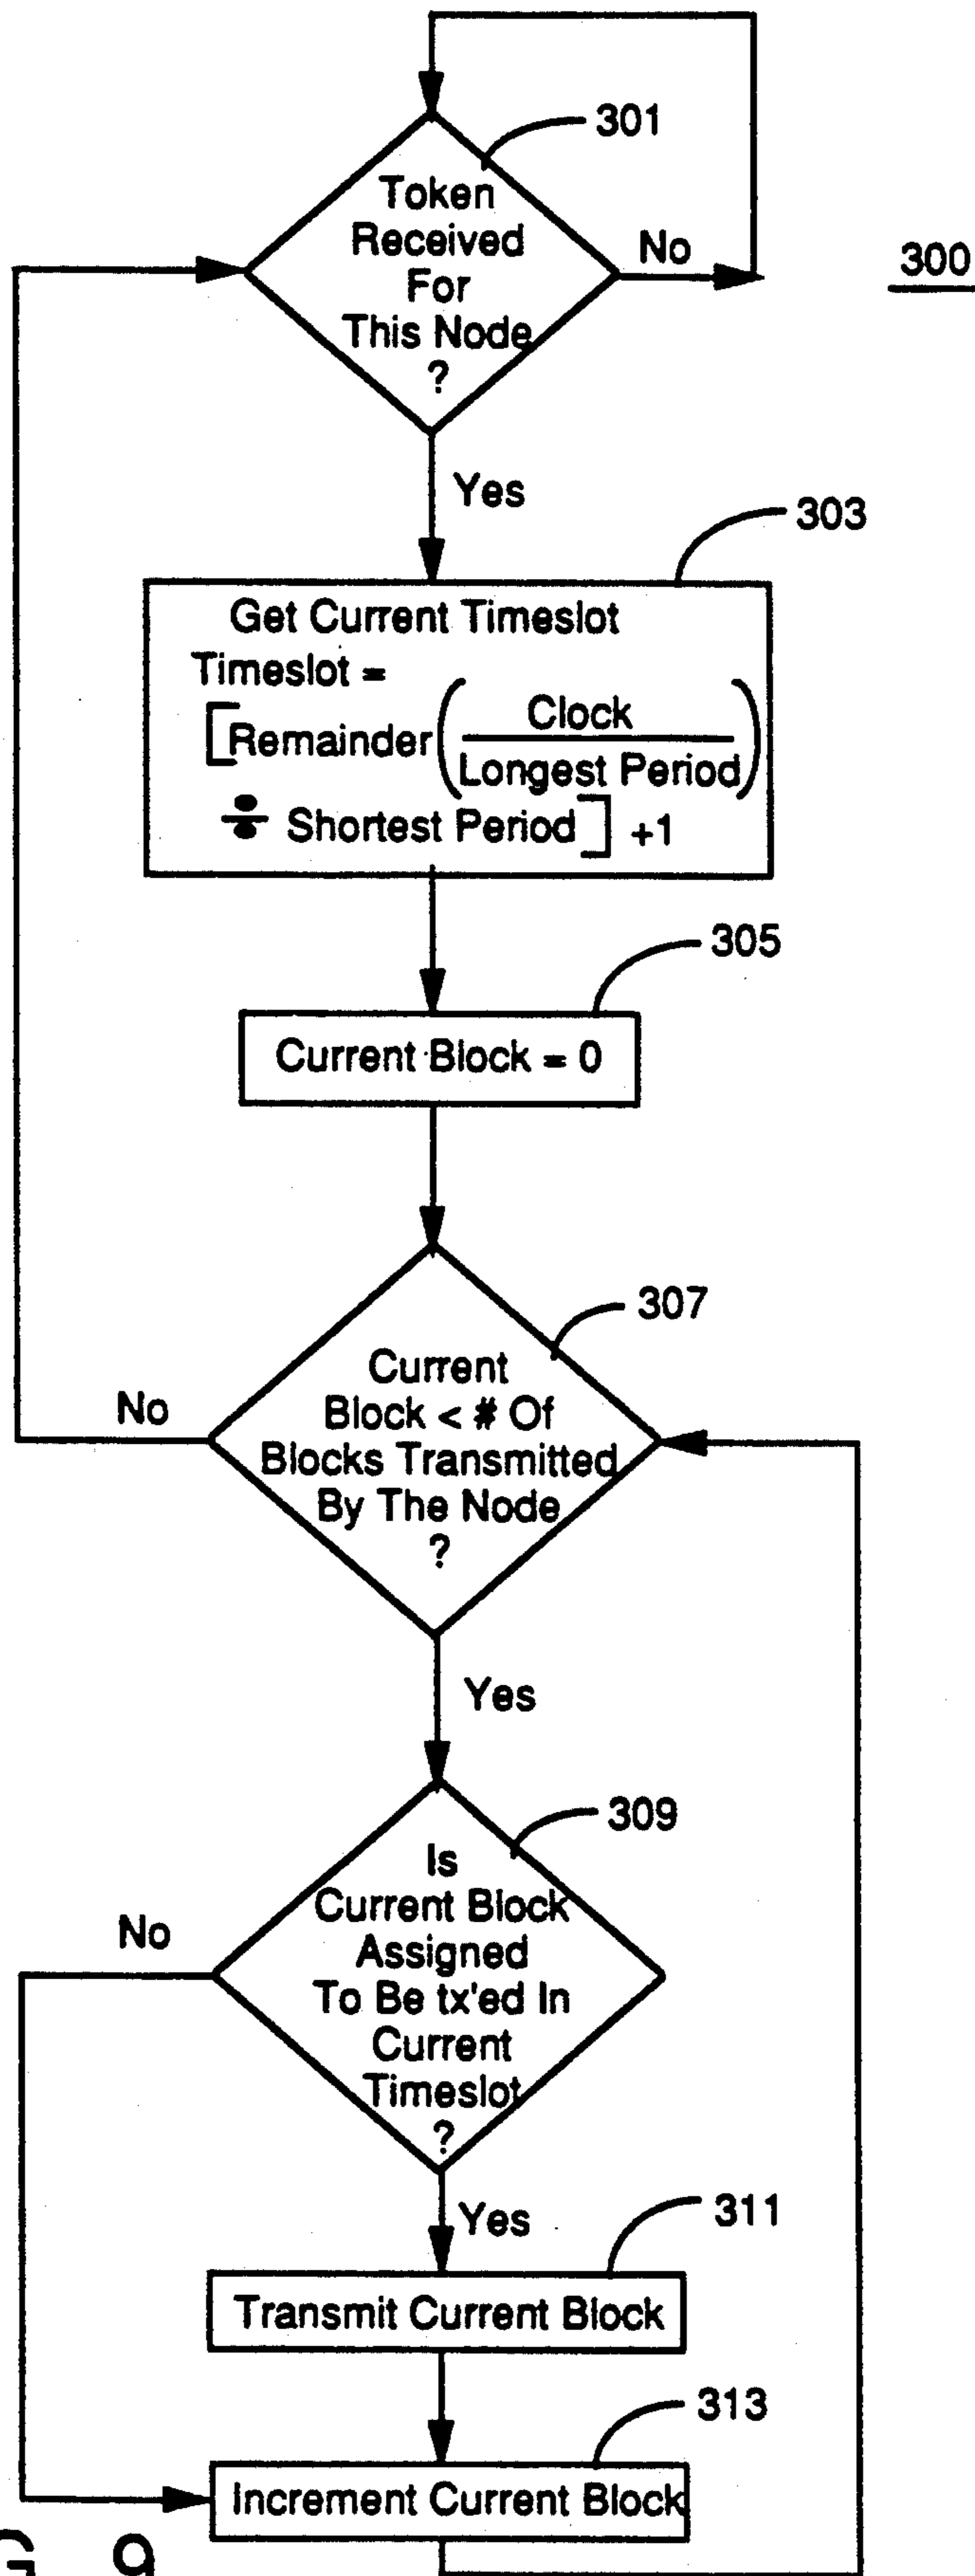 301
Token
Received
For
This Node
?
No
300
Yes
303
Get Current Timeslot
Timeslot =
[Remainder(Clock
Longest Period)
÷ Shortest Period] +1
305
Current Block = 0
307
Current
Block < # Of
Blocks Transmitted
By The Node
?
No
Yes
309
Is
Current Block
Assigned
To Be tx'ed In
Current
Timeslot
?
No
Yes
311
Transmit Current Block
313
Increment Current Block